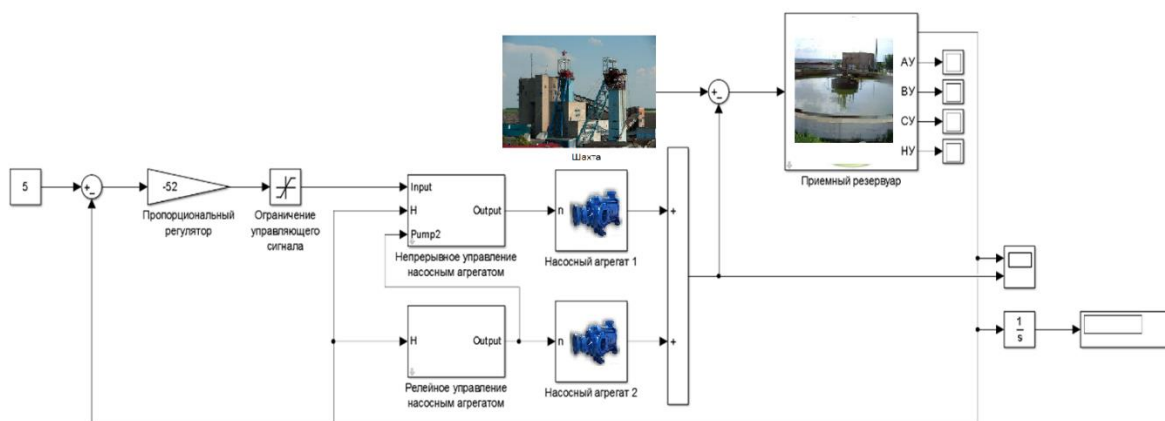 Шахта
АУ
ВУ
СУ
НУ
Приемный резервуар
5
+
-
-52
Пропорциональный
регулятор
Ограничение
управляющего
сигнала
Input
H
Pump2
Output
Непрерывное управление
насосным агрегатом
n
Насосный агрегат 1
+
+
-
H
Output
Релейное управление
насосным агрегатом
n
Насосный агрегат 2
+
1
s